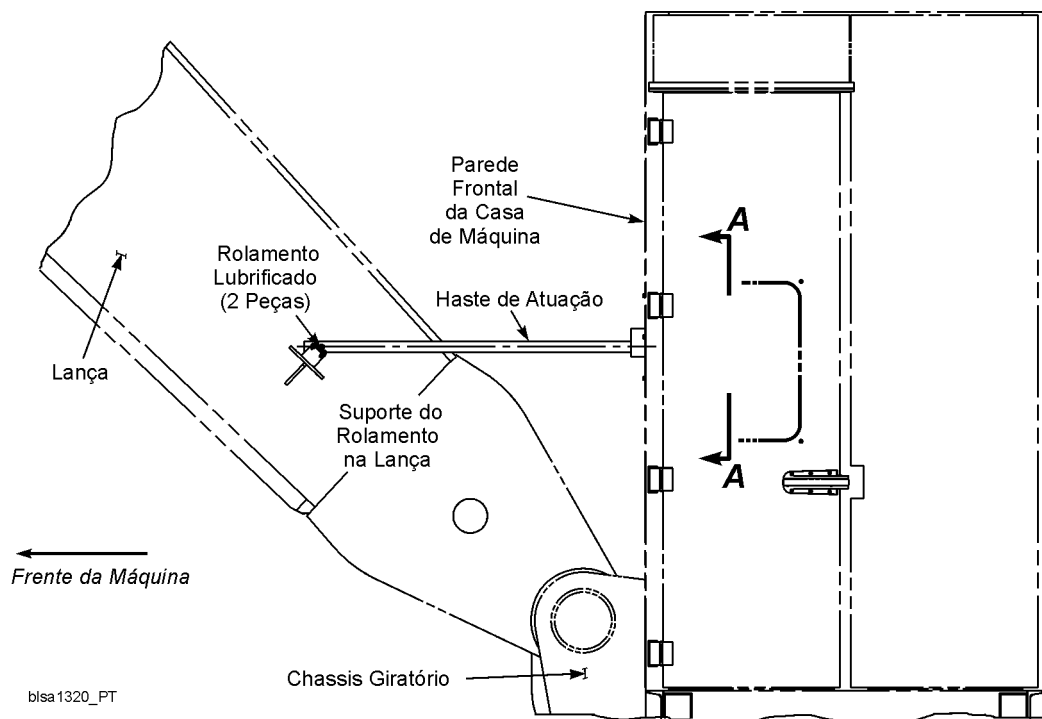 Parede
Frontal
da Casa
de Máquina
A
Rolamento
Lubrificado
(2 Peças)
Haste de Atuação
Lança
Suporte do
Rolamento
na Lança
A
Frente da Máquina
Chassis Giratório
blsa1320_PT